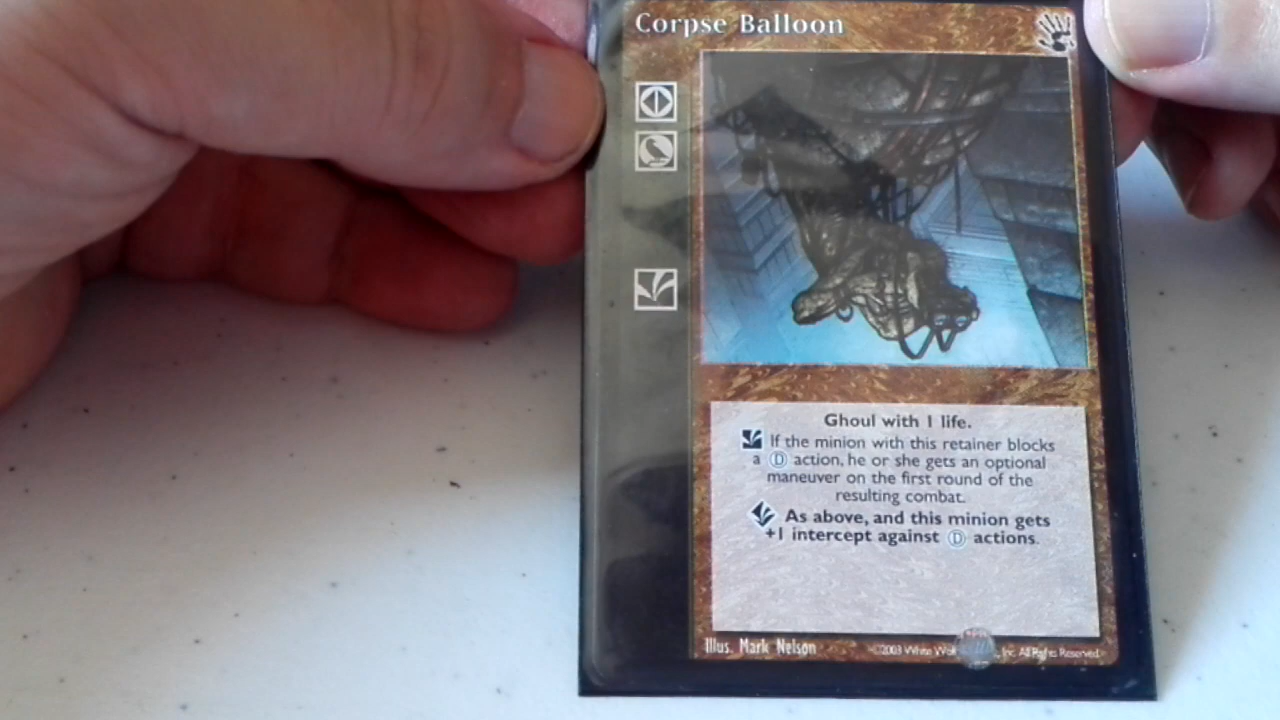 Corpse Balloon
Ghoul with 1 life.
If the minion with this retainer blocks
a D action, he or she gets an optional
maneuver on the first round of the
resulting combat.
As above, and this minion gets
+1 intercept against D actions.
Illus. Mark Nelson
©2003 White Wolf Inc. All Rights Reserved